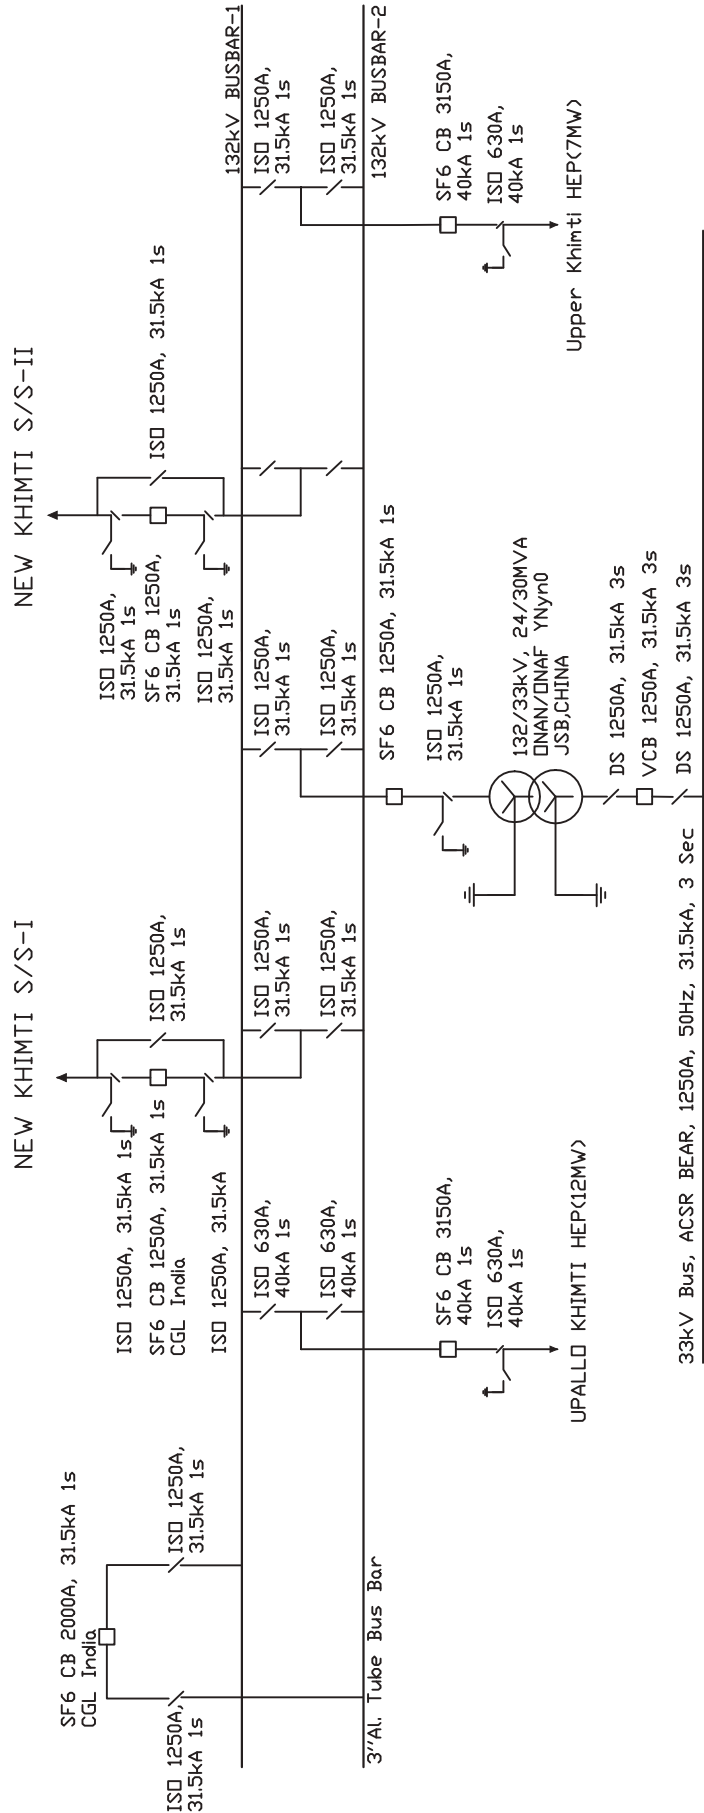 NEW KHIMTI S/S-I
NEW KHIMTI S/S-II
SF6 CB 2000A, 31.5kA 1s
CGL India
ISO 1250A,
31.5kA 1s
ISO 1250A,
31.5kA 1s
ISO 1250A, 31.5kA 1s
SF6 CB 1250A, 31.5kA 1s
CGL India
ISO 1250A, 31.5kA
ISO 1250A,
31.5kA 1s
ISO 1250A,
31.5kA 1s
SF6 CB 1250A,
31.5kA 1s
ISO 1250A,
31.5kA 1s
ISO 1250A, 31.5kA 1s
132kV BUSBAR-1
ISO 630A,
40kA 1s
ISO 1250A,
31.5kA 1s
ISO 1250A,
31.5kA 1s
ISO 1250A,
31.5kA 1s
ISO 630A,
40kA 1s
ISO 1250A,
31.5kA 1s
ISO 1250A,
31.5kA 1s
ISO 1250A,
31.5kA 1s
3''Al. Tube Bus Bar
132kV BUSBAR-2
SF6 CB 3150A,
40kA 1s
ISO 630A,
40kA 1s
UPALLO KHIMTI HEP(12MW)
SF6 CB 1250A, 31.5kA 1s
ISO 1250A,
31.5kA 1s
132/33kV, 24/30MVA
ONAN/ONAF YNyn0
JSB,CHINA
DS 1250A, 31.5kA 3s
VCB 1250A, 31.5kA 3s
DS 1250A, 31.5kA 3s
SF6 CB 3150A,
40kA 1s
ISO 630A,
40kA 1s
Upper Khimti HEP(7MW)
33kV Bus, ACSR BEAR, 1250A, 50Hz, 31.5kA, 3 Sec